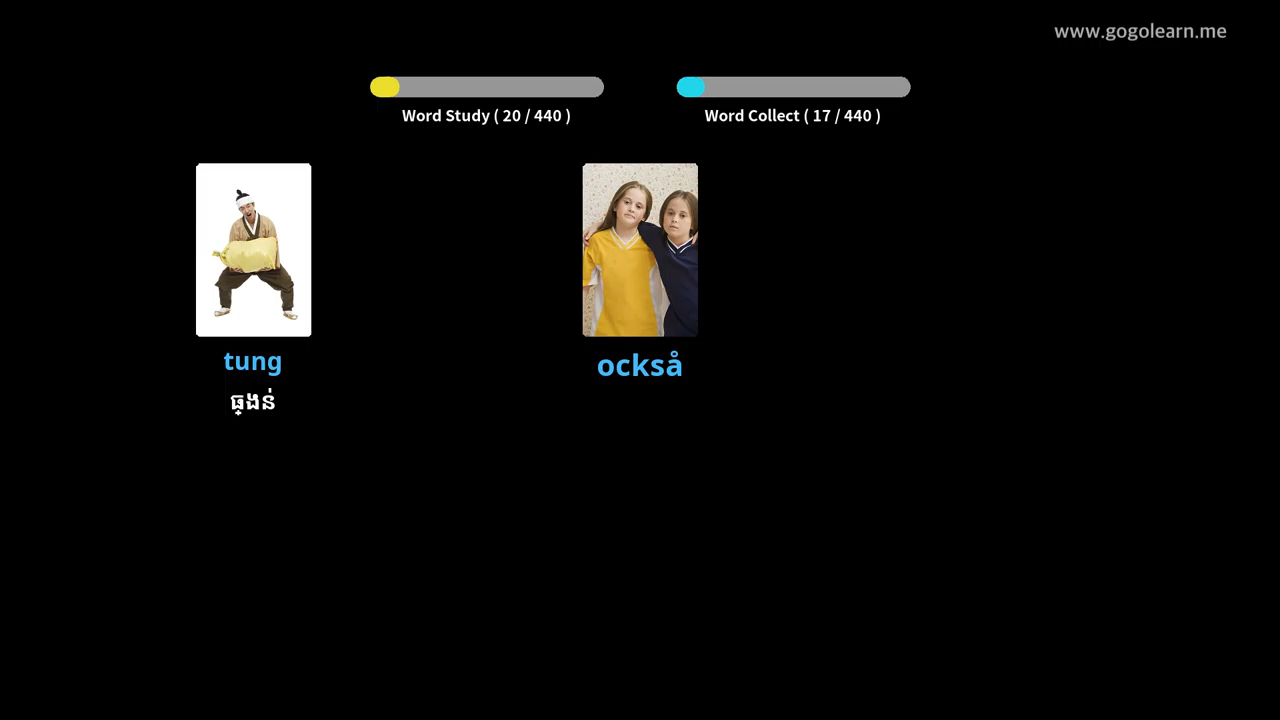 www.gogolearn.me
Word Study ( 20 / 440 )
Word Collect ( 17 / 440 )
tung
också
ធ្ងន់